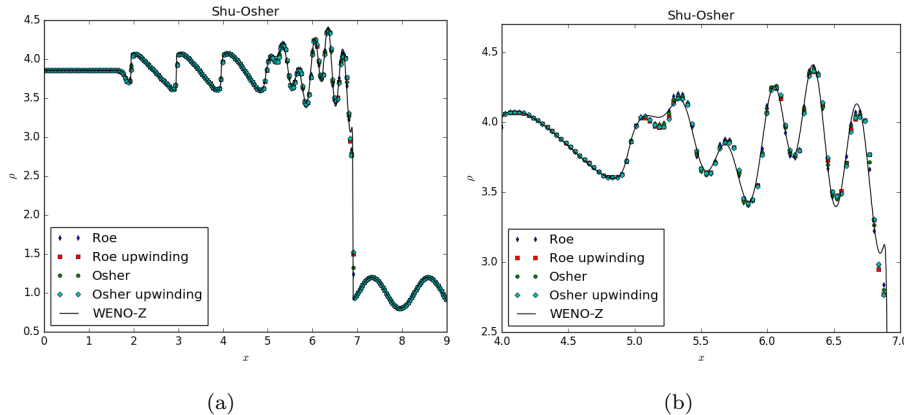 Shu-Osher
4.5
4.0
3.5
3.0
2.5
2.0
1.5
1.0
0.5
ρ
Roe
Roe upwinding
Osher
Osher upwinding
WENO-Z
0 1 2 3 4 5 6 7 8 9
x
(a)
Shu-Osher
4.5
4.0
3.5
3.0
2.5
ρ
Roe
Roe upwinding
Osher
Osher upwinding
WENO-Z
4.0 4.5 5.0 5.5 6.0 6.5 7.0
x
(b)